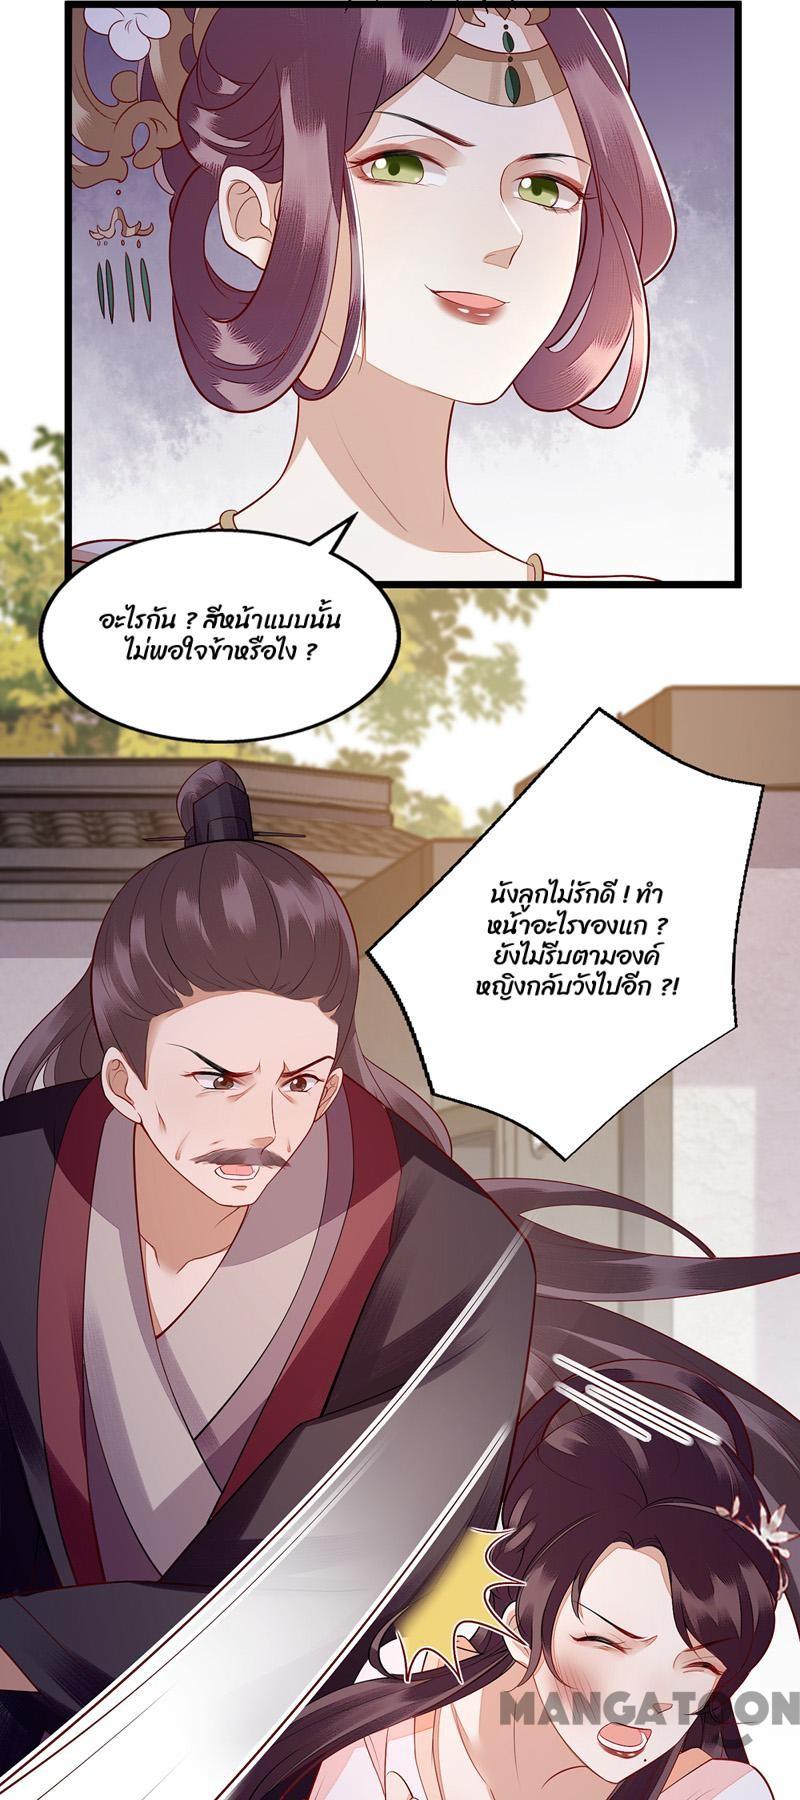 อะไรกัน ? สีหน้าแบบนั้น
ไม่พอใจข้าหรือไง ?
นังลูกไม่รักดี ! ทำ
หน้าอะไรของแก ?
ยังไม่รีบตามองค์
หญิงกลับวังไปอีก ?!
MANGATOON